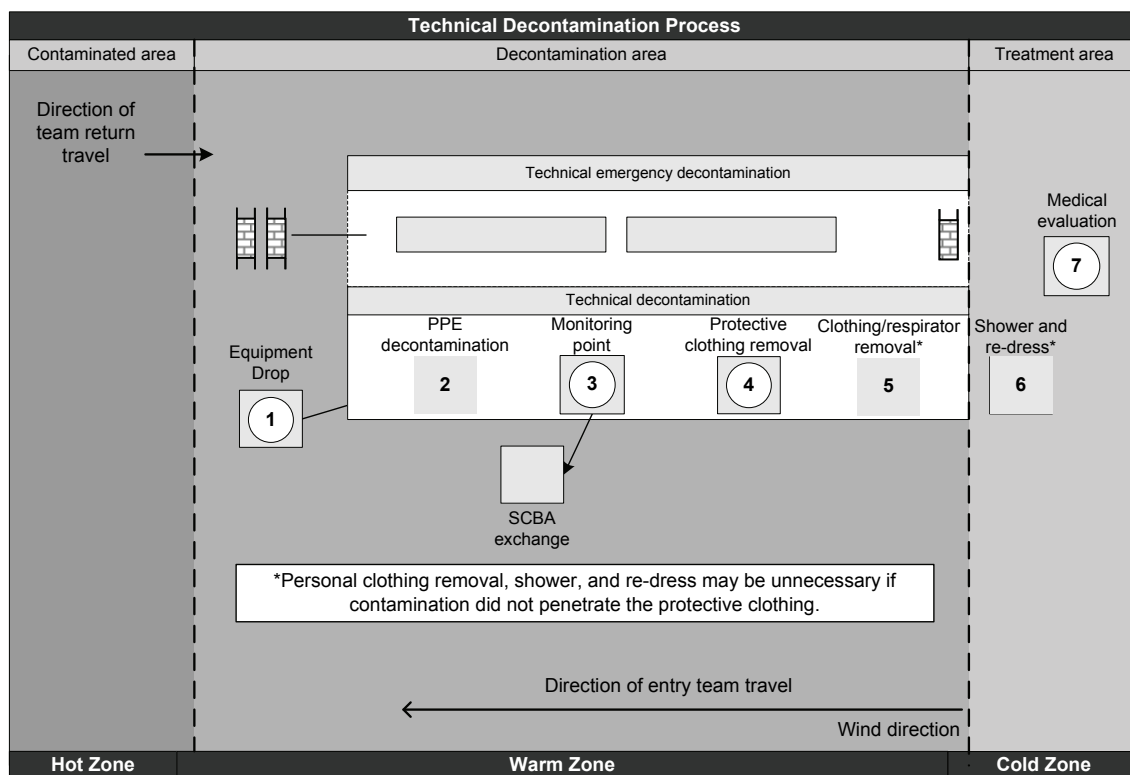 Technical Decontamination Process
Contaminated area
Decontamination area
Treatment area
Direction of
team return
travel
Technical emergency decontamination
Medical
evaluation
7
Technical decontamination
PPE
decontamination
2
Monitoring
point
3
Protective
clothing removal
4
Clothing/respirator
removal*
5
Shower and
re-dress*
6
Equipment
Drop
1
SCBA
exchange
*Personal clothing removal, shower, and re-dress may be unnecessary if
contamination did not penetrate the protective clothing.
Direction of entry team travel
Wind direction
Hot Zone
Warm Zone
Cold Zone